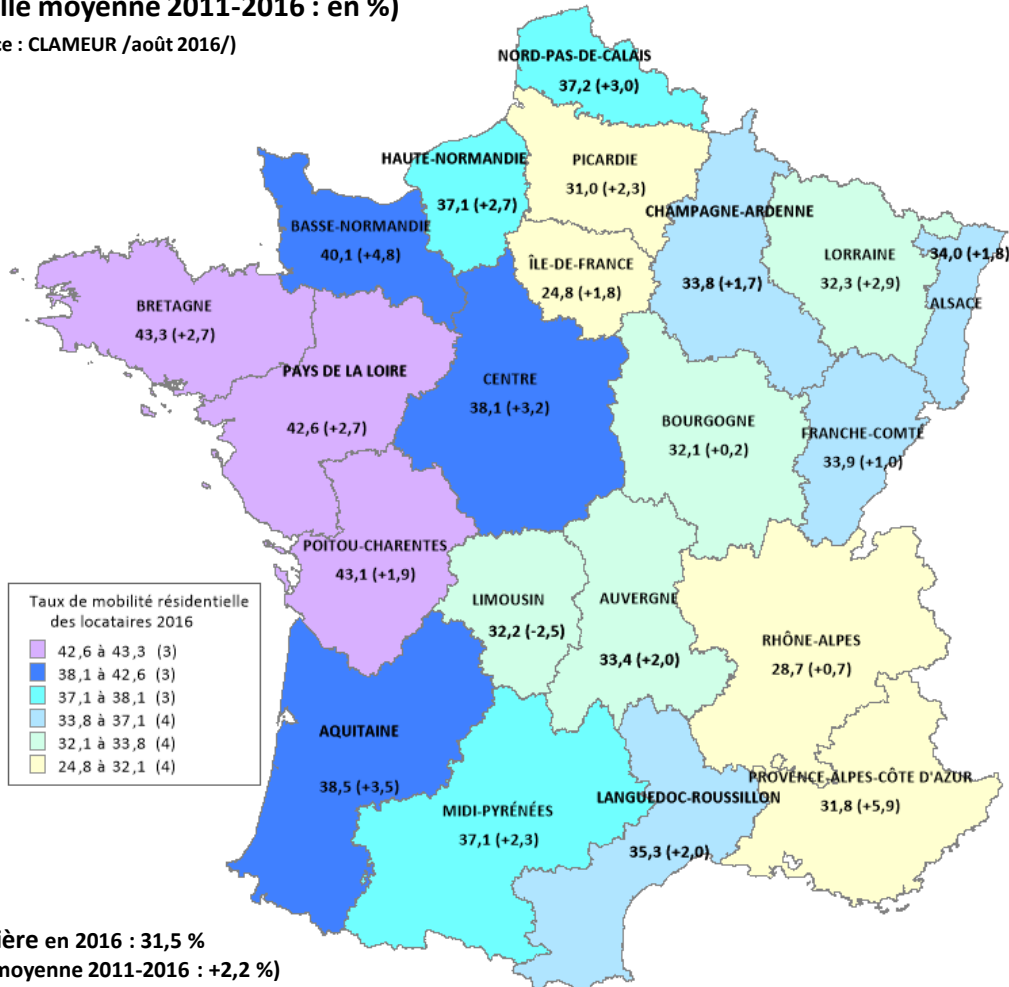 lle moyenne 2011-2016 : en %)
ce : CLAMEUR /août 2016/)
NORD-PAS-DE-CALAIS
37,2 (+3,0)
HAUTE-NORMANDIE
37,1 (+2,7)
PICARDIE
31,0 (+2,3)
BASSE-NORMANDIE
40,1 (+4,8)
ÎLE-DE-FRANCE
24,8 (+1,8)
CHAMPAGNE-ARDENNE
33,8 (+1,7)
LORRAINE
32,3 (+2,9)
34,0 (+1,8)
ALSACE
BRETAGNE
43,3 (+2,7)
PAYS DE LA LOIRE
42,6 (+2,7)
CENTRE
38,1 (+3,2)
BOURGOGNE
32,1 (+0,2)
FRANCHE-COMTÉ
33,9 (+1,0)
POITOU-CHARENTES
43,1 (+1,9)
LIMOUSIN
32,2 (-2,5)
AUVERGNE
33,4 (+2,0)
RHÔNE-ALPES
28,7 (+0,7)
AQUITAINE
38,5 (+3,5)
MIDI-PYRÉNÉES
37,1 (+2,3)
LANGUEDOC-ROUSSILLON
35,3 (+2,0)
PROVENCE-ALPES-CÔTE D'AZUR
31,8 (+5,9)
Taux de mobilité résidentielle
des locataires 2016
42,6 à 43,3 (3)
38,1 à 42,6 (3)
37,1 à 38,1 (3)
33,8 à 37,1 (4)
32,1 à 33,8 (4)
24,8 à 32,1 (4)
ière en 2016 : 31,5 %
moyenne 2011-2016 : +2,2 %)